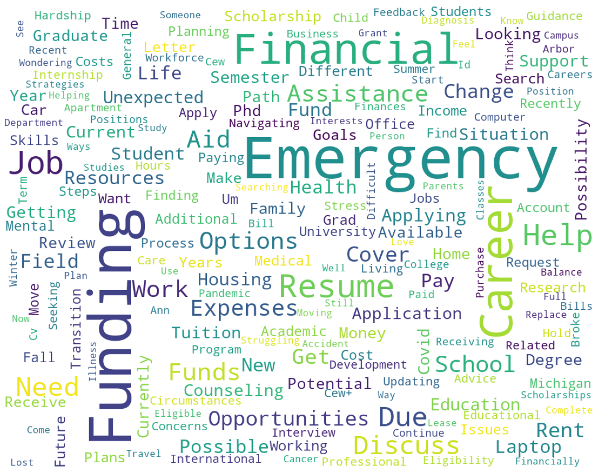 Hardship
Someone
Feedback
Students
Diagnosis
Know
Guidance
See
Recent
Time
Scholarship
Child
Grant
Campus
Graduate
Planning
Business
Feel
Arbor
Wondering
Costs
Letter
General
Workforce
Cew
Financial
Looking
Think
Careers
Strategies
Internship
Life
Semester
Different
Summer
Start
Id
Support
Helping
Apartment
Unexpected
Path
Assistance
Finances
Change
Search
Position
Year
Car
Positions
Apply
Phd
Fund
Income
Recently
Department
Study
Navigating
Interests
Office
Computer
Skills
Current
Aid
Goals
Person
Find
Situation
Possibility
Ways
Student
Paying
Emergency
Job
Resources
Studies
Hours
Make
Health
Term
Steps
Want
Finding
Searching
Stress
Difficult
Parents
Classes
Getting
Additional
Um
Family
Grad
Jobs
Applying
Account
Mental
Bill
University
Available
Career
Review
Process
Love
Help
Winter
Field
Transition
Funding
Options
Cover
Home
Request
Care
Medical
Well
Living
College
Purchase
Balance
Plan
Move
Work
Years
Housing
Resume
Pay
Research
Full
Now
Seeking
Use
Pandemic
Still
Paid
Hold
Bills
Cv
Ann
Expenses
Moving
Application
Related
Replace
Fall
Illness
Tuition
Academic
Money
Covid
Receiving
Broke
Degree
Struggling
Accident
Program
Get
Cost
Development
School
Need
Currently
Funds
New
Updating
Advice
Michigan
Eligible
Counseling
Potential
Cew+
Way
Education
Scholarships
Receive
Circumstances
Educational
Complete
Future
Concerns
Opportunities
Due
Issues
Rent
Come
Possible
Interview
Continue
Lease
Laptop
Plans
Travel
Working
Discuss
Lost
International
Cancer
Professional
Eligibility
Financially